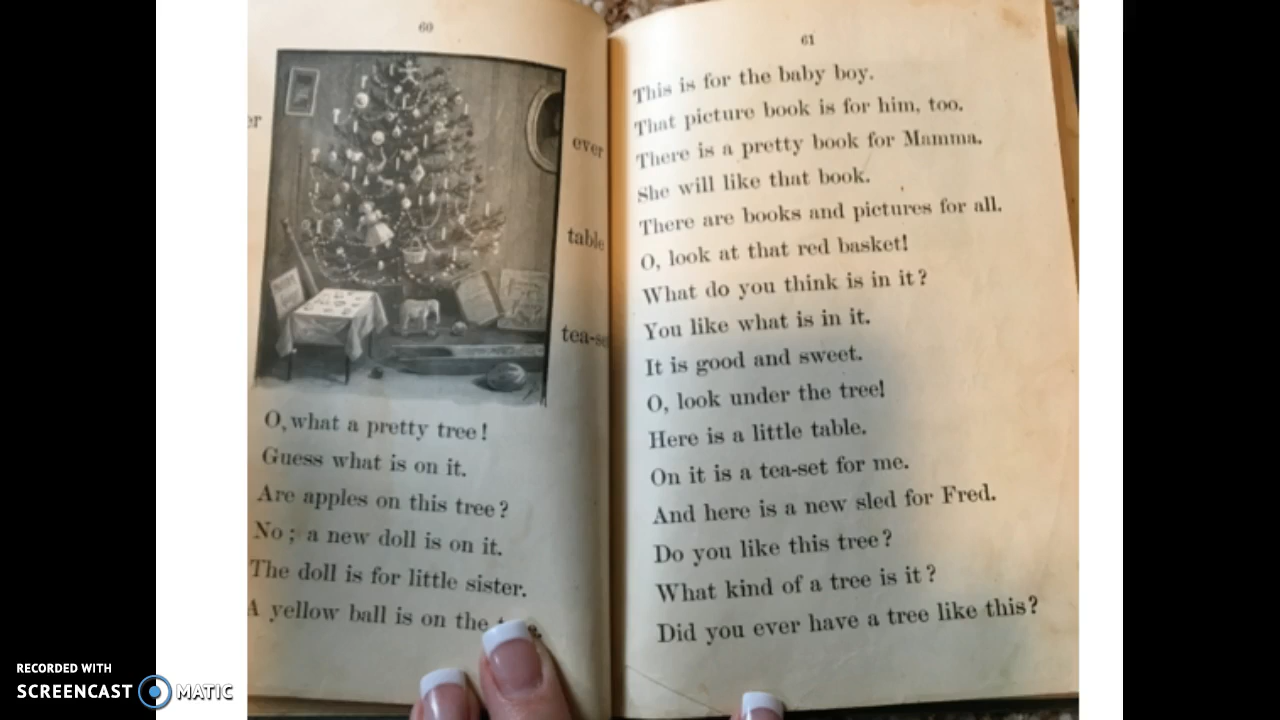 60
ever
table
O, what a pretty tree!
Guess what is on it.
Are apples on this tree?
No; a new doll is on it.
The doll is for little sister.
A yellow ball is on the
61
This is for the baby boy.
That picture book is for him, too.
There is a pretty book for Mamma.
She will like that book.
There are books and pictures for all.
O, look at that red basket!
What do you think is in it?
You like what is in it.
It is good and sweet.
O, look under the tree!
Here is a little table.
On it is a tea-set for me.
And here is a new sled for Fred.
Do you like this tree?
What kind of a tree is it?
Did you ever have a tree like this?
RECORDED WITH
SCREENCAST MATIC